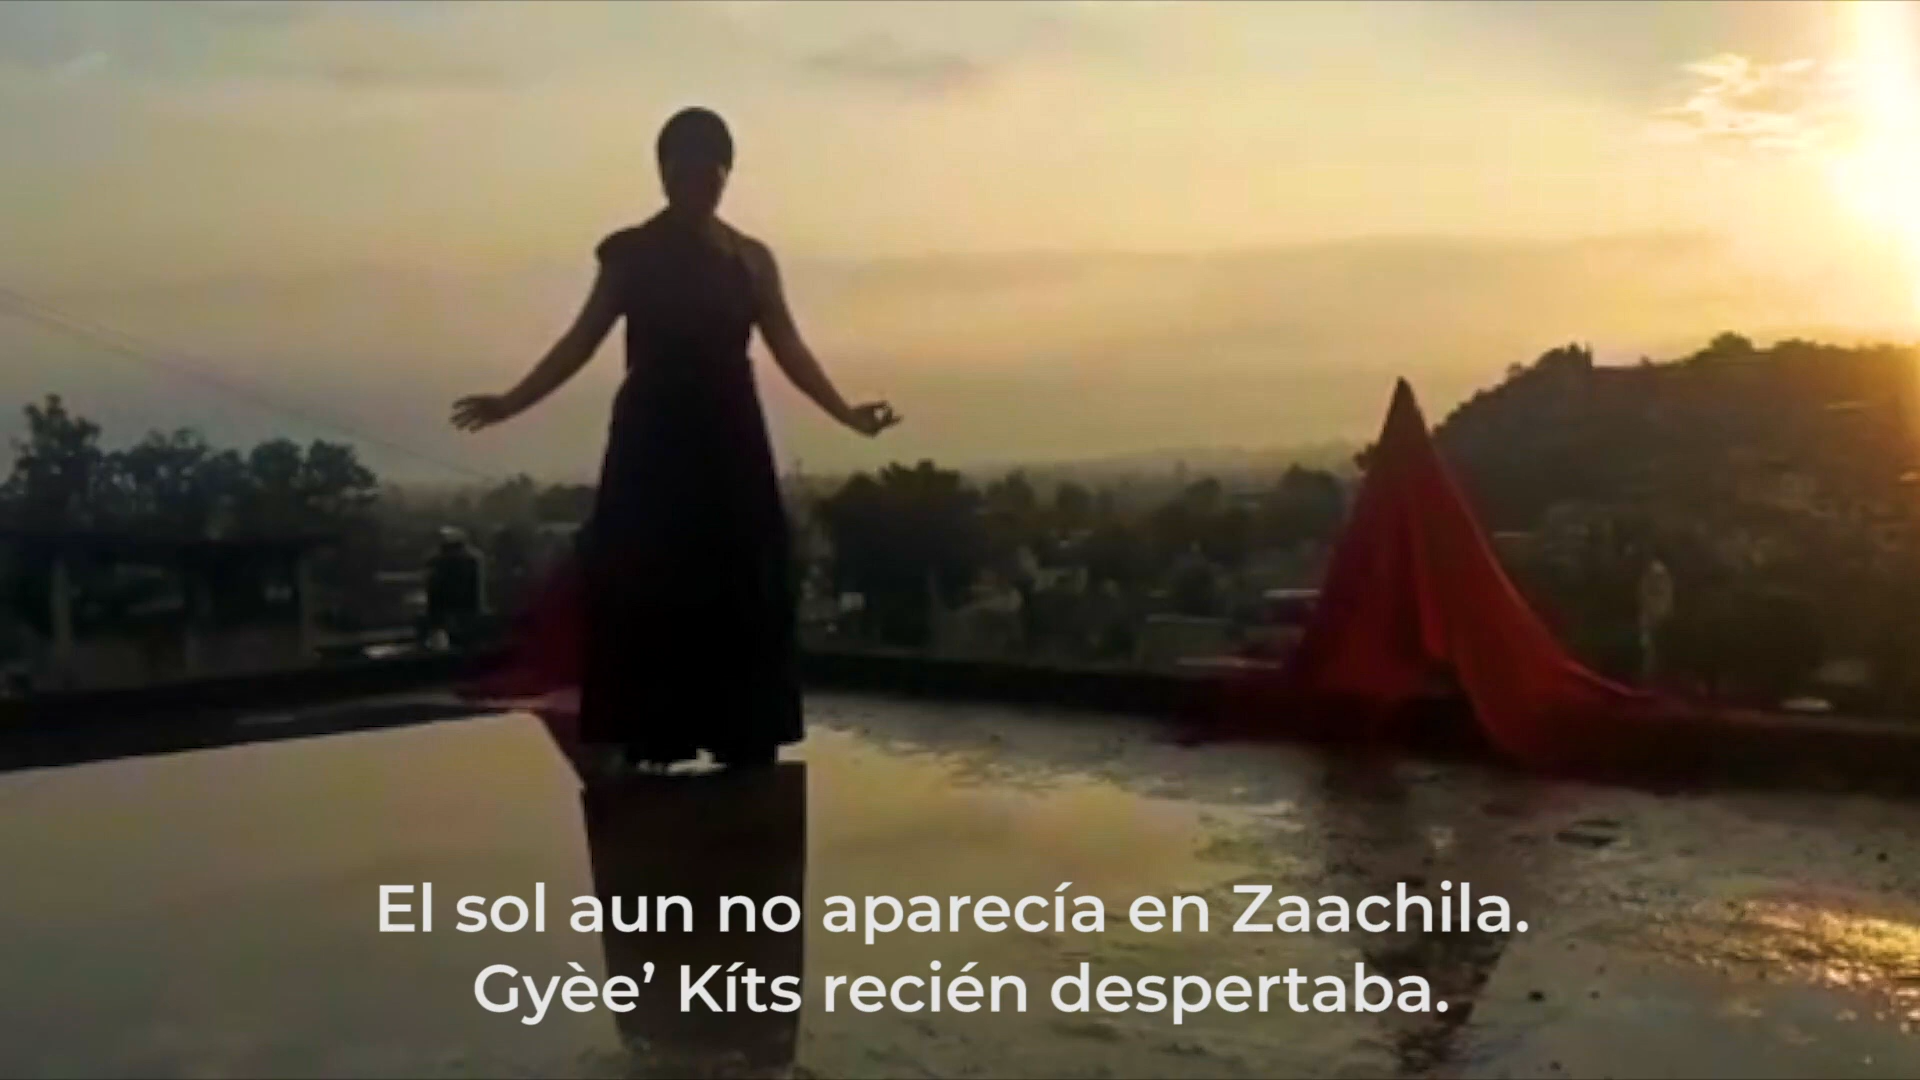 El sol aun no aparecía en Zaachila.
Gyèe’ Kíts recién despertaba.